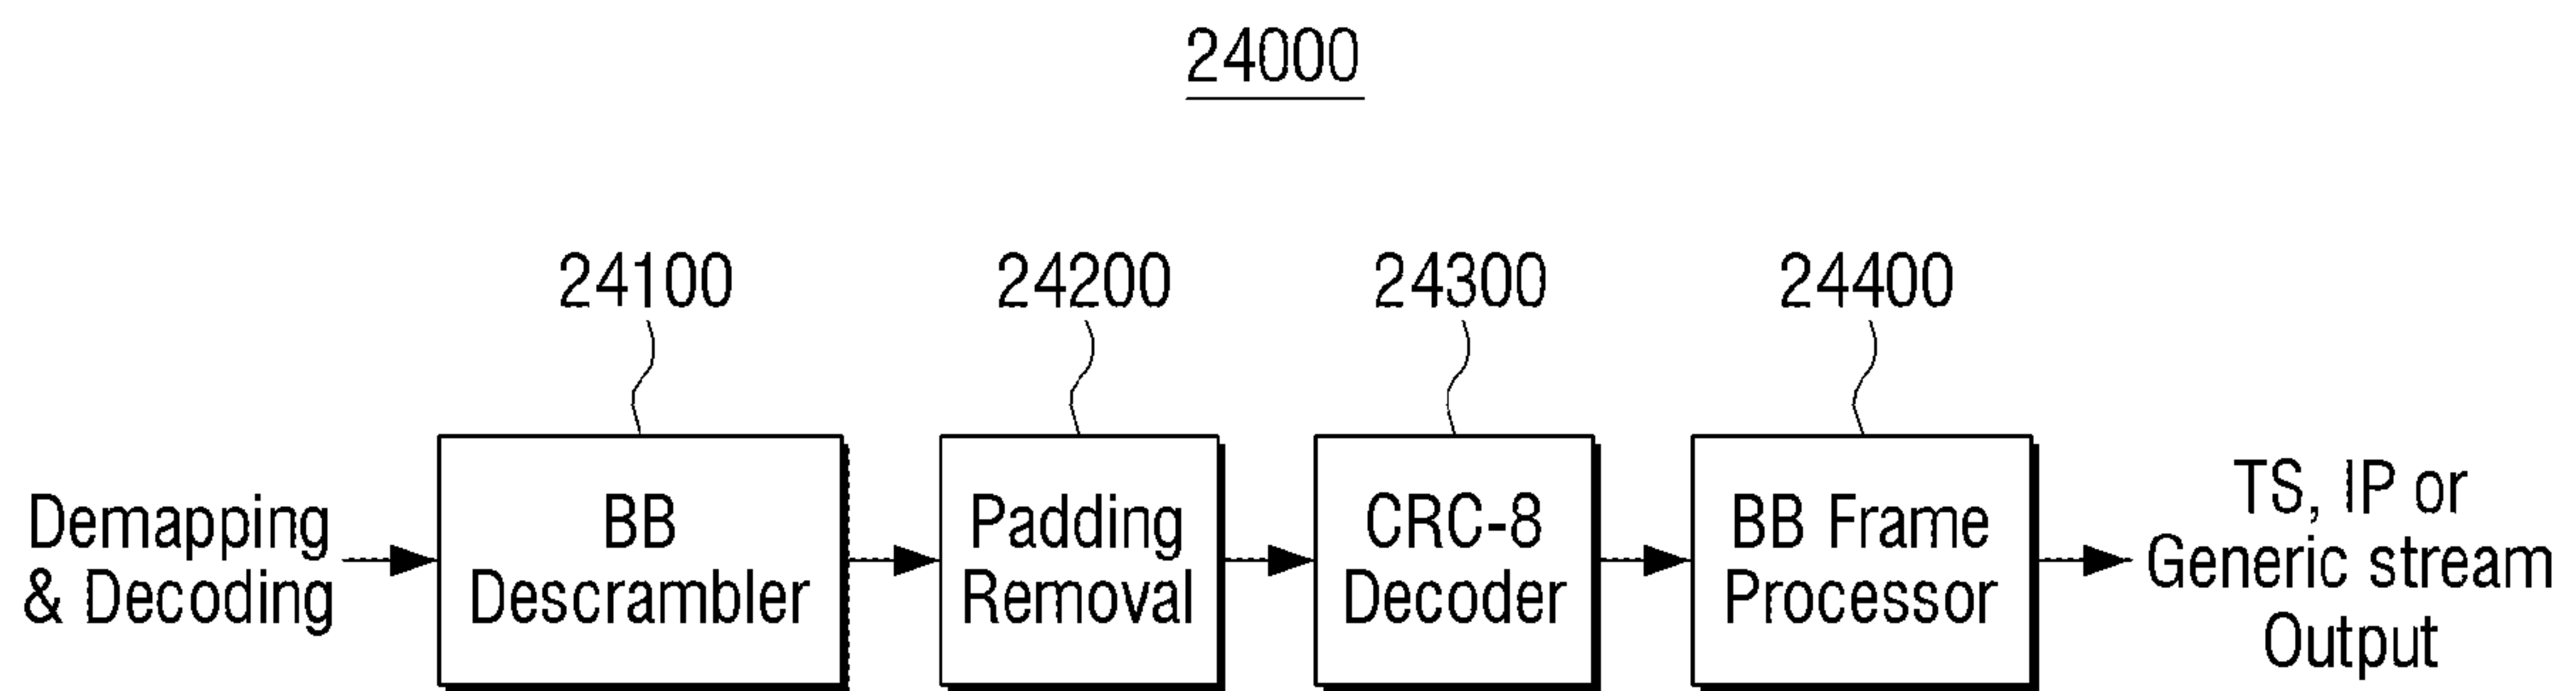 24000
24100
24200
24300
24400
Demapping
& Decoding
BB
Descrambler
Padding
Removal
CRC-8
Decoder
BB Frame
Processor
TS, IP or
Generic stream
Output